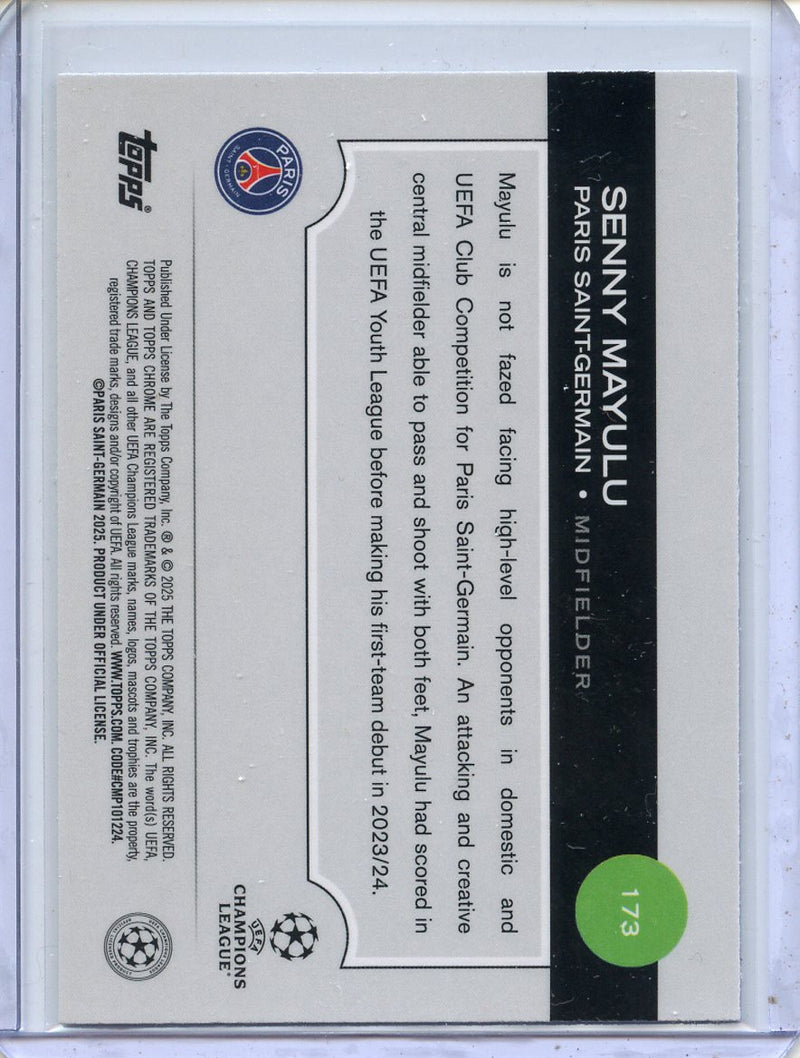 173
SENNY MAYULU
PARIS SAINT-GERMAIN • MIDFIELDER
Mayulu is not fazed facing high-level opponents in domestic and
UEFA Club Competition for Paris Saint-Germain. An attacking and creative
central midfielder able to pass and shoot with both feet, Mayulu had scored in
the UEFA Youth League before making his first-team debut in 2023/24.
PARIS
SAINT-GERMAIN
UEFA
CHAMPIONS
LEAGUE®
topps®
Published Under License by The Topps Company, Inc. ® & © 2025 THE TOPPS COMPANY, INC. ALL RIGHTS RESERVED.
TOPPS AND TOPPS CHROME ARE REGISTERED TRADEMARKS OF THE TOPPS COMPANY, INC. The word(s) UEFA,
CHAMPIONS LEAGUE, and all other UEFA Champions League marks, names, logos, mascots and trophies are the property,
registered trade marks, designs and/or copyright of UEFA. All rights reserved. WWW.TOPPS.COM. CODE#CMP101224.
©PARIS SAINT-GERMAIN 2025. PRODUCT UNDER OFFICIAL LICENSE.